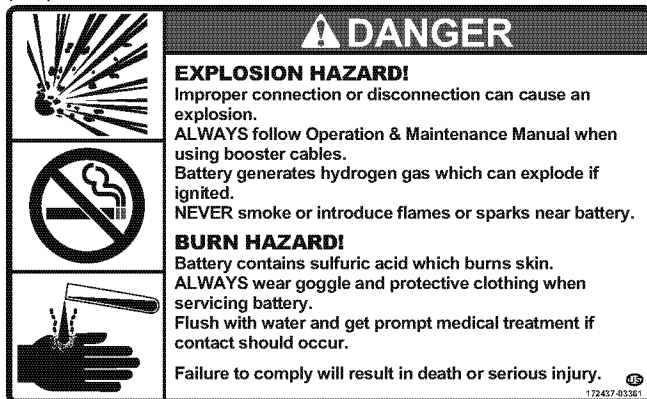 DANGER
EXPLOSION HAZARD!
Improper connection or disconnection can cause an
explosion.
ALWAYS follow Operation & Maintenance Manual when
using booster cables.
Battery generates hydrogen gas which can explode if
ignited.
NEVER smoke or introduce flames or sparks near battery.
BURN HAZARD!
Battery contains sulfuric acid which burns skin.
ALWAYS wear goggle and protective clothing when
servicing battery.
Flush with water and get prompt medical treatment if
contact should occur.
Failure to comply will result in death or serious injury.
US
172437-03361